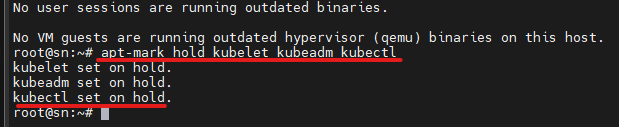 No user sessions are running outdated binaries.
No VM guests are running outdated hypervisor (qemu) binaries on this host.
root@sn:~# apt-mark hold kubelet kubeadm kubectl
kubelet set on hold.
kubeadm set on hold.
kubectl set on hold.
root@sn:~#